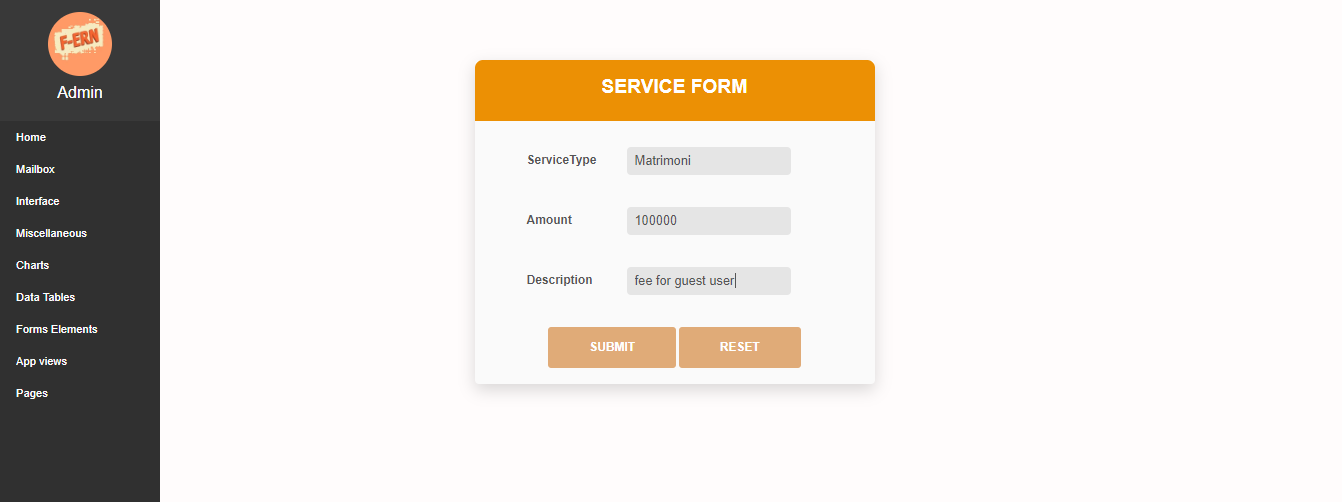 F-ERN
Admin
Home
Mailbox
Interface
Miscellaneous
Charts
Data Tables
Forms Elements
App views
Pages
SERVICE FORM
ServiceType Matrimoni
Amount 100000
Description fee for guest user
SUBMIT RESET